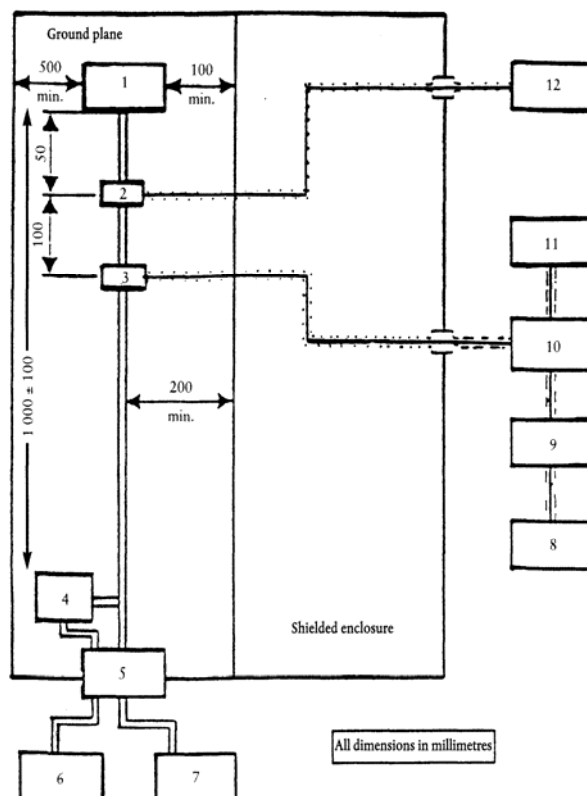 Ground plane
500
min.
1
100
min.
12
50
2
100
3
11
10
1 000 ± 100
200
min.
9
4
8
Shielded enclosure
5
All dimensions in millimetres
6
7